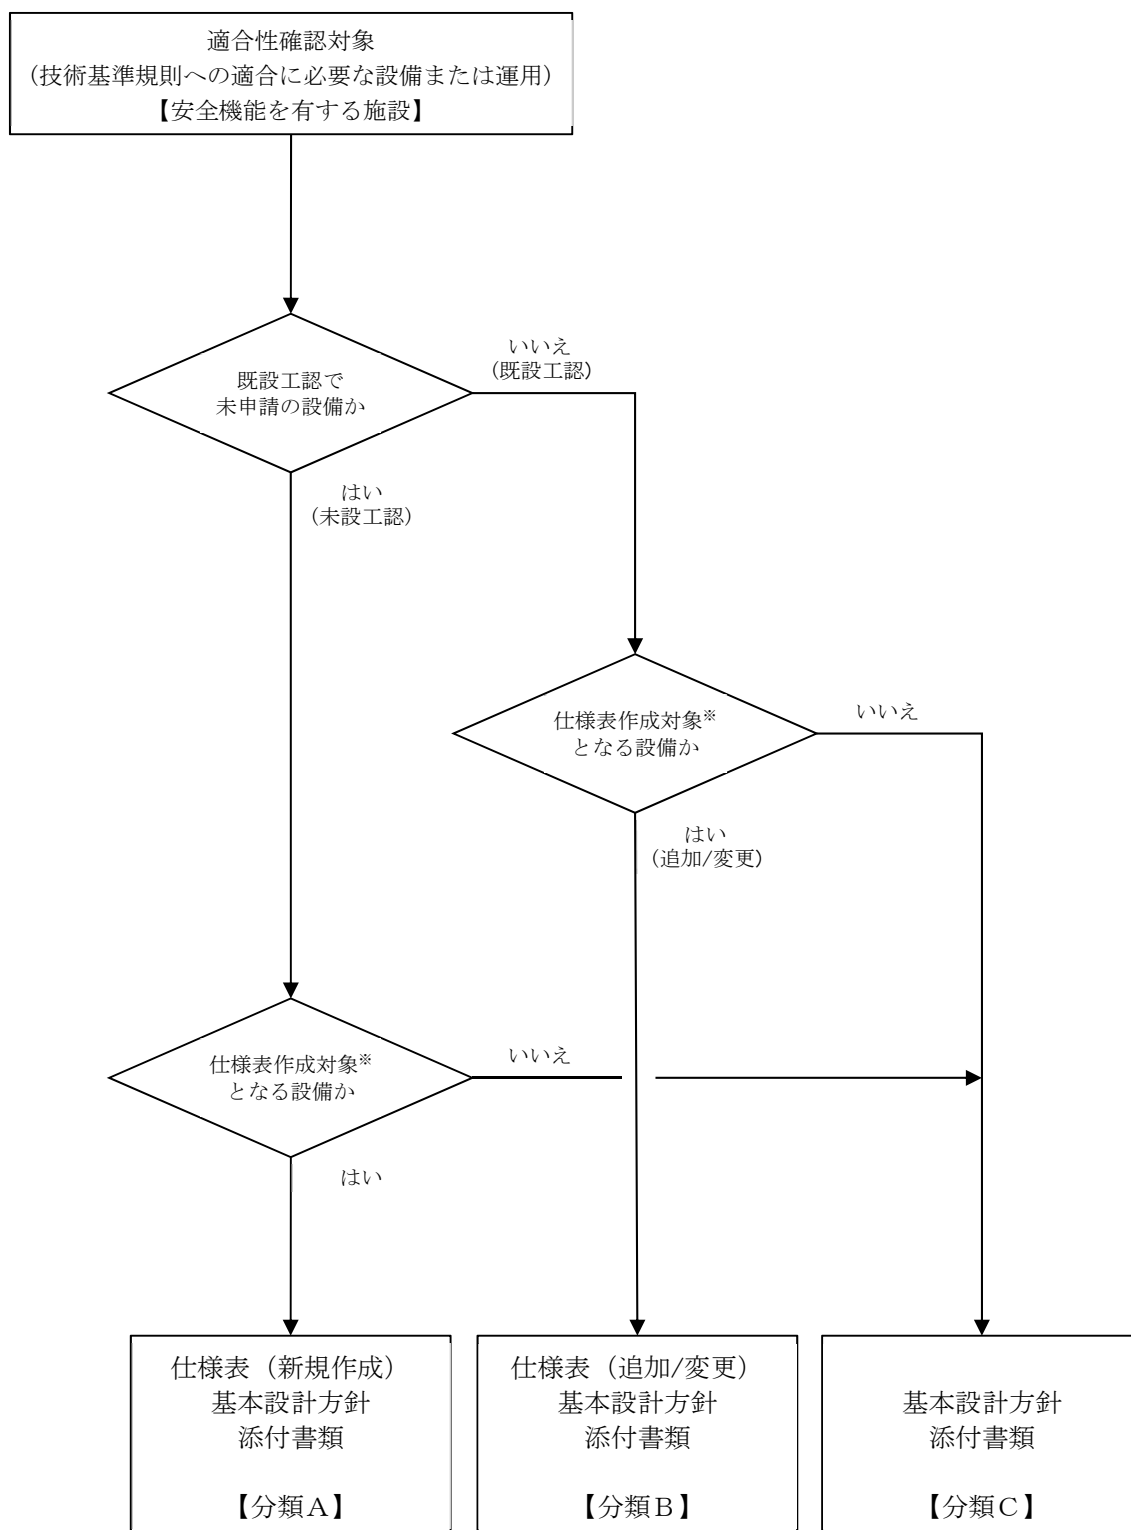 適合性確認対象
（技術基準規則への適合に必要な設備または運用）
【安全機能を有する施設】
既設工認で
未申請の設備か
いいえ
（既設工認）
はい
（未設工認）
仕様表作成対象※
となる設備か
いいえ
はい
（追加/変更）
仕様表作成対象※
となる設備か
いいえ
はい
仕様表（新規作成）
基本設計方針
添付書類
【分類Ａ】
仕様表（追加/変更）
基本設計方針
添付書類
【分類Ｂ】
基本設計方針
添付書類
【分類Ｃ】